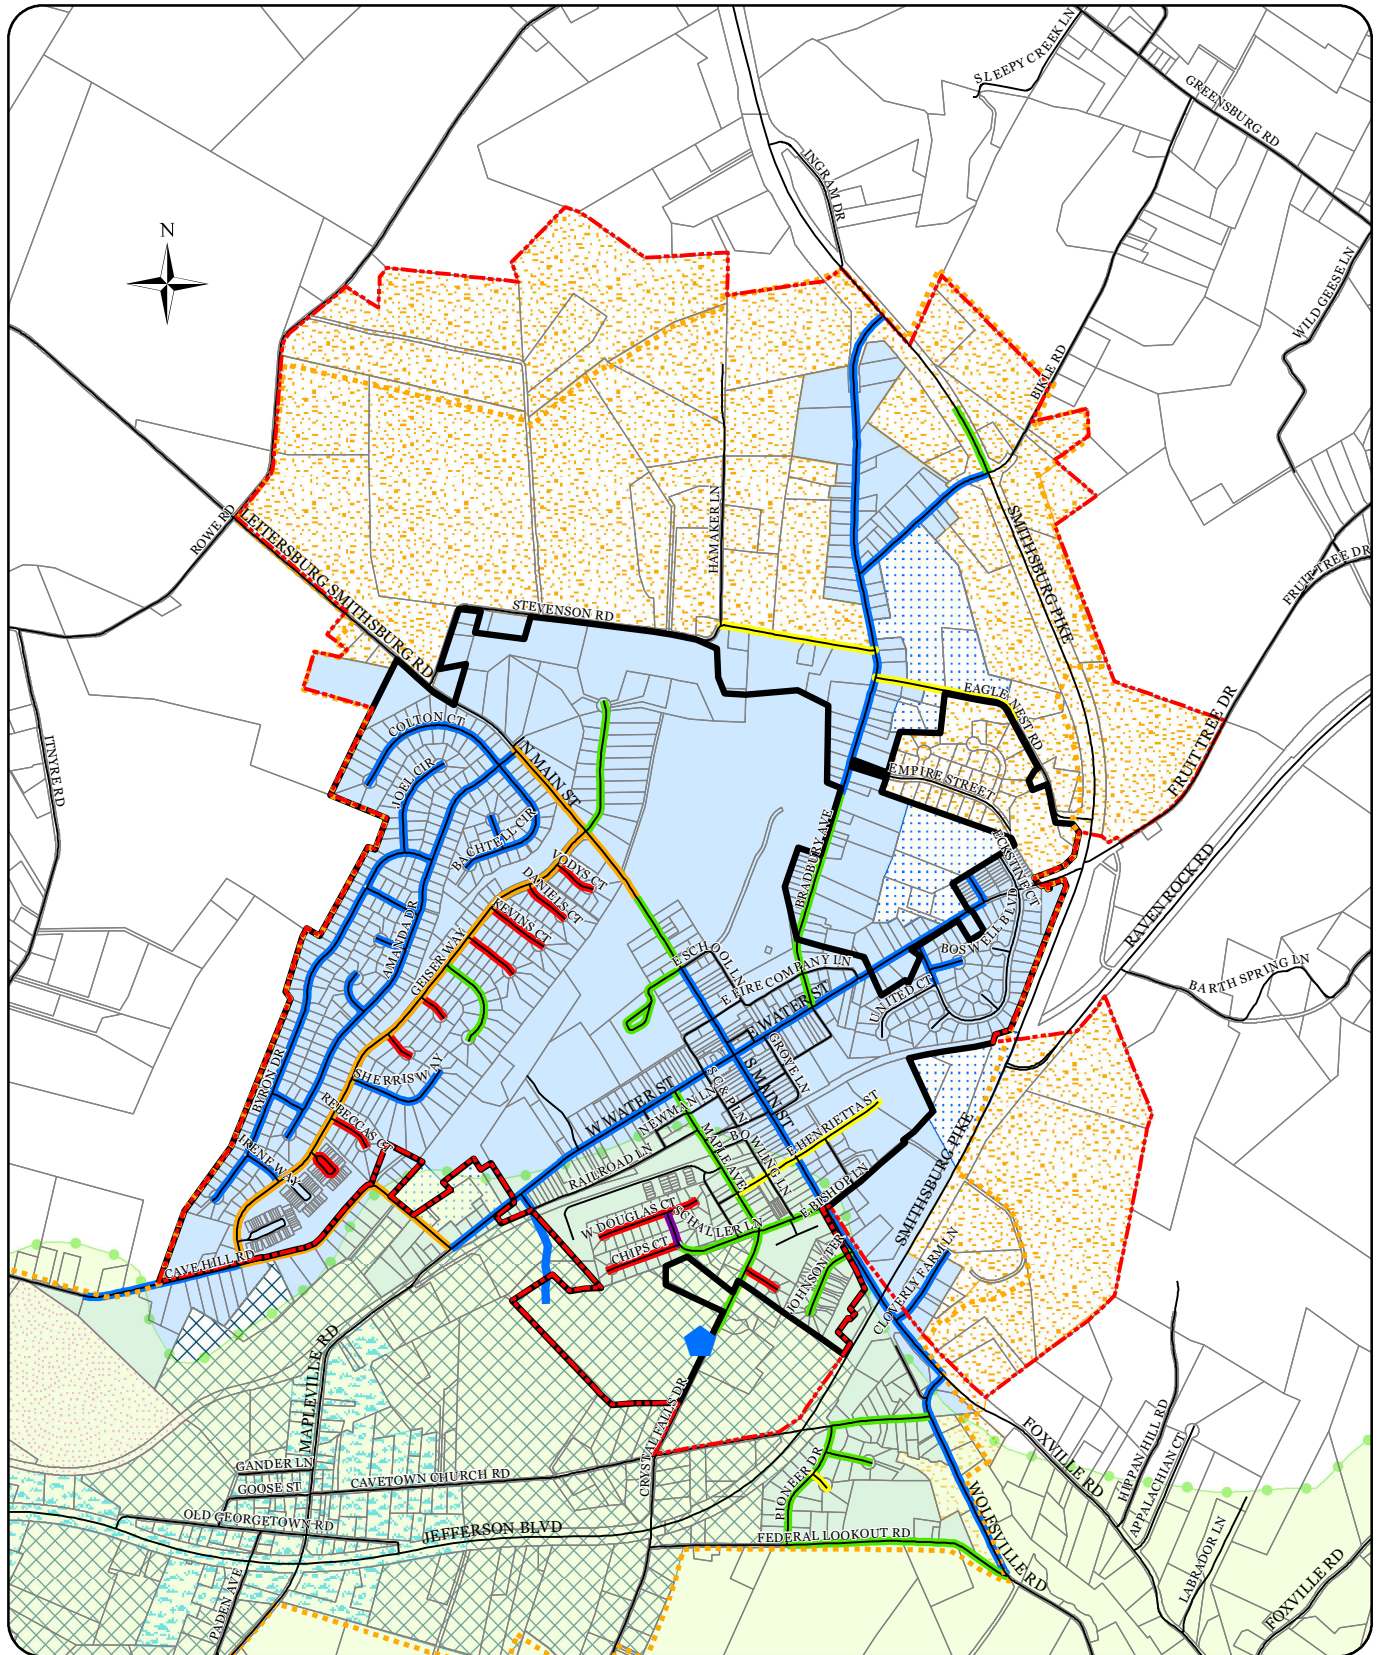 SLEEPY CREEK LN
GREENSBURG RD
INGRAM DR
N
WILD GEESE LN
BIKLE RD
HAMAKER LN
ROWE RD
LEITERSBURG SMITHSBURG RD
SMITHSBURG PIKE
FRUIT TREE DR
STEVENSON RD
EAGLE NEST RD
FRUIT TREE DR
COLTON CT
N MAIN ST
ITNYRE RD
JOEL CIR
EMPIRE STREET
BACHTELL CIR
BRADBURY AVE
ECKSTINE CT
VODYS CT
DANIELS CT
RAVEN ROCK RD
KEVINS CT
AMANDA DR
BOSWELL BLVD
GEISER WAY
E SCHOOL LN
E FIRE COMPANY LN
BARTH SPRING LN
UNITED CT
E WATER ST
GROVE LN
BYRON DR
SHERRIS WAY
S C & P LN
S MAIN ST
W WATER ST
NEWMAN LN
REBECCAS CT
E HENRIETTA ST
MAPLE AVE
BOWLING LN
SMITHSBURG PIKE
IRENE WAY
RAILROAD LN
E BISHOP LN
W DOUGLAS CT
SCHALLER LN
CHIPS CT
JOHNSON TER
CAVE HILL RD
CLOVERLY FARM LN
MAPLEVILLE RD
CRYSTAL FALLS DR
HIPPAN HILL RD
APPALACHIAN CT
FOXVILLE RD
GANDER LN
GOOSE ST
CAVETOWN CHURCH RD
PIONEER DR
WOLFSVILLE RD
OLD GEORGETOWN RD
JEFFERSON BLVD
FEDERAL LOOKOUT RD
LABRADOR LN
FOXVILLE RD
PADEN AVE